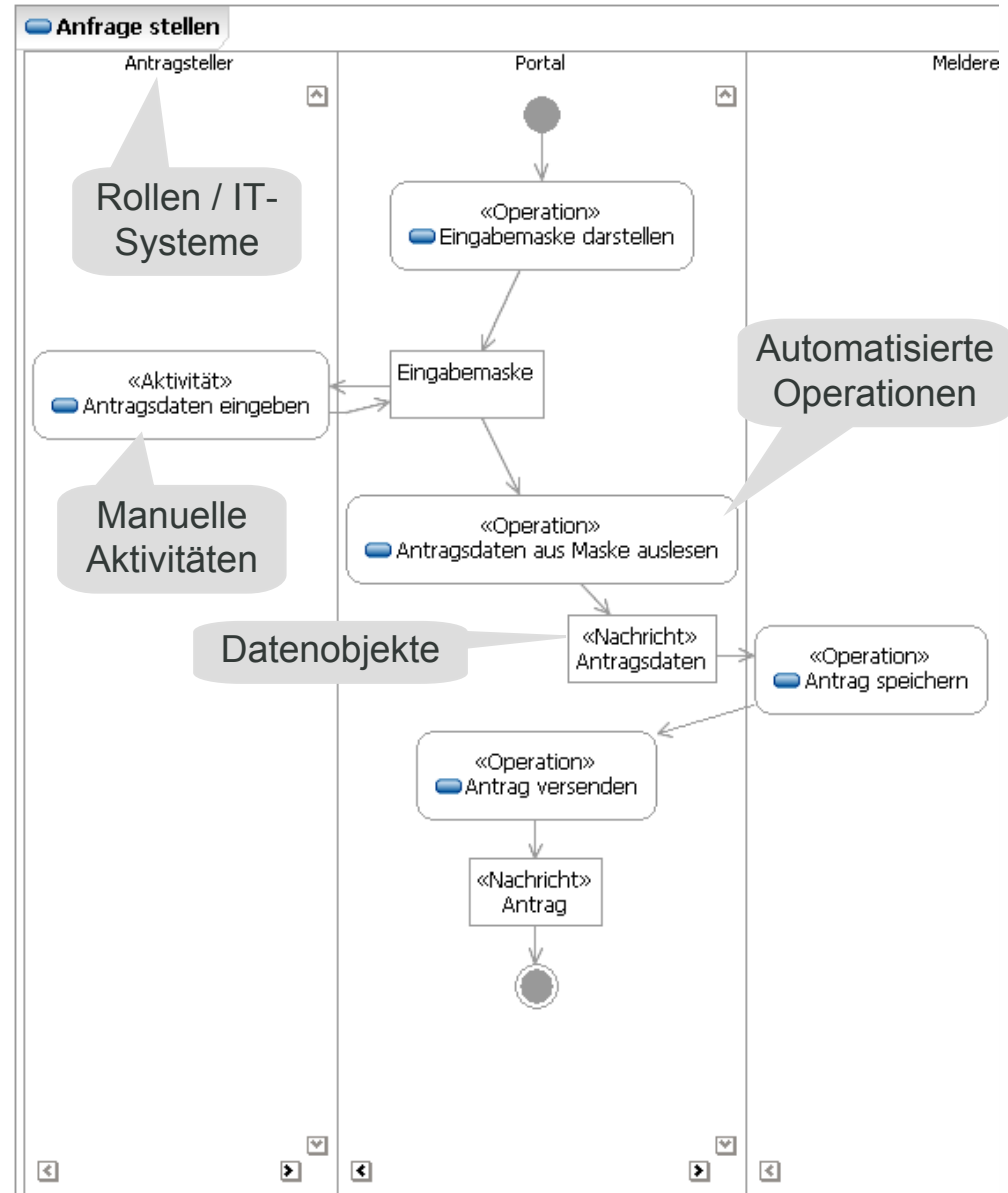 Anfrage stellen
Antragsteller
Portal
Meldere
Rollen / IT-
Systeme
«Operation»
Eingabemaske darstellen
Eingabemaske
Automatisierte
Operationen
«Aktivität»
Antragsdaten eingeben
Manuelle
Aktivitäten
«Operation»
Antragsdaten aus Maske auslesen
Datenobjekte
«Nachricht»
Antragsdaten
«Operation»
Antrag speichern
«Operation»
Antrag versenden
«Nachricht»
Antrag